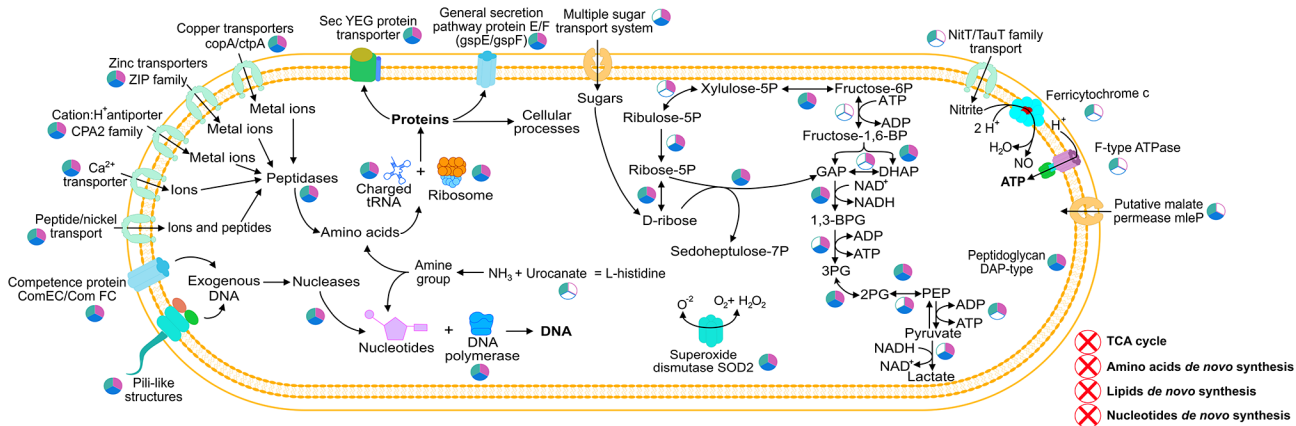 Copper transporters
copA/ctpA
Sec YEG protein
transporter
General secretion
pathway protein E/F
(gspE/gspF)
Multiple sugar
transport system
NitT/TauT family
transport
Zinc transporters
ZIP family
Cation:H⁺antiporter
CPA2 family
Ca²⁺
transporter
Peptide/nickel
transport
Competence protein
ComEC/Com FC
Pili-like
structures
Metal ions
Metal ions
Metal ions
Ions
Ions and peptides
Peptidases
Exogenous
DNA
Nucleases
Proteins
Cellular
processes
Charged
tRNA
+
Ribosome
Amino acids
Amine
group
NH₃ + Urocanate = L-histidine
Nucleotides
+
DNA
polymerase
DNA
Sugars
Xylulose-5P
Ribulose-5P
Ribose-5P
D-ribose
Sedoheptulose-7P
Fructose-6P
ATP
ADP
Fructose-1,6-BP
GAP
DHAP
NAD⁺
NADH
1,3-BPG
ADP
ATP
3PG
2PG
PEP
ADP
ATP
Pyruvate
NADH
NAD⁺
Lactate
O⁻²
O₂+ H₂O₂
Superoxide
dismutase SOD2
Nitrite
2 H⁺
H₂O
NO
Ferricytochrome c
H⁺
F-type ATPase
ATP
Putative malate
permease mleP
Peptidoglycan
DAP-type
TCA cycle
Amino acids de novo synthesis
Lipids de novo synthesis
Nucleotides de novo synthesis